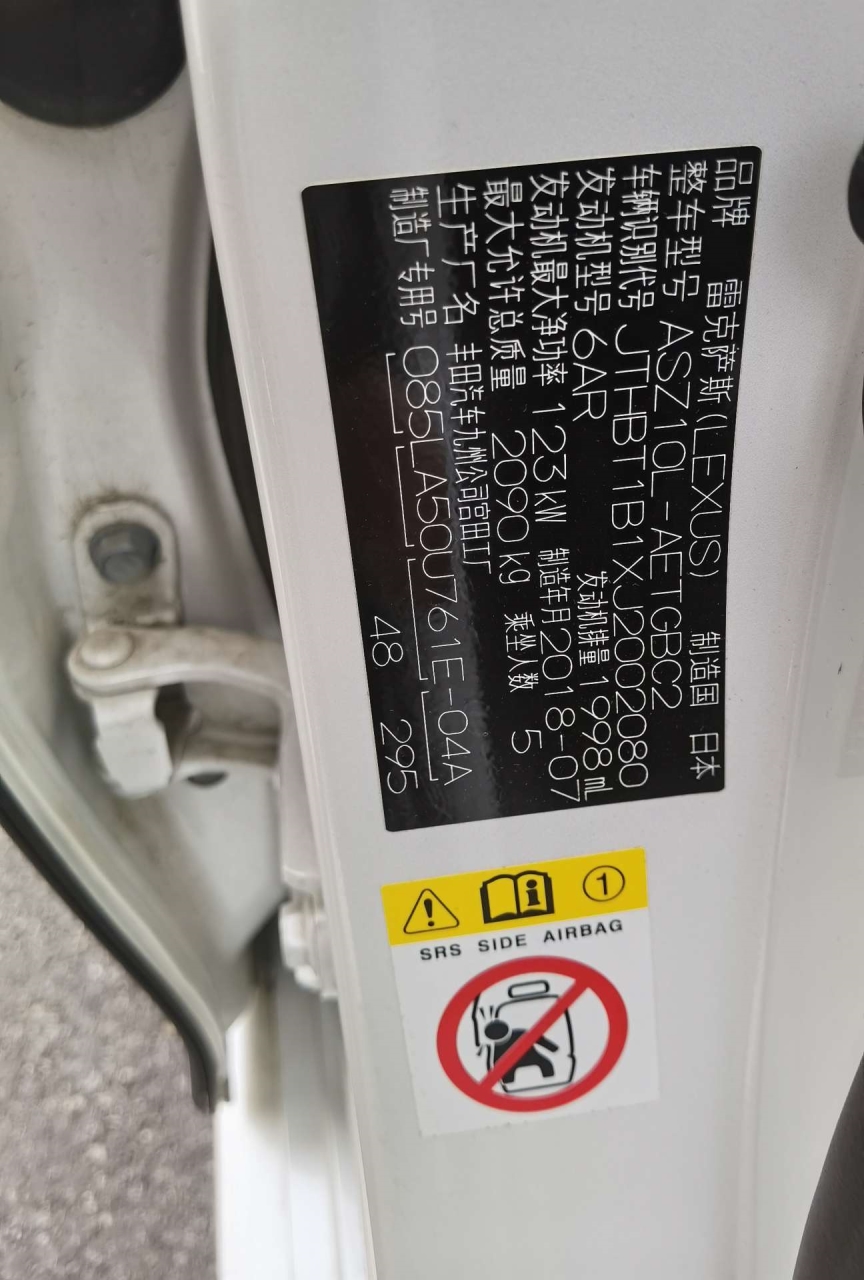 品牌 雷克萨斯(LEXUS) 制造国 日本
整车型号 ASZ10L-AETGBC2
车辆识别代号 JTHBT1B1XJ2002080
发动机型号 6AR 发动机排量 1998mL
发动机最大净功率 123kW 制造年月 2018-07
最大允许总质量 2090kg 乘坐人数 5
生产厂名 丰田汽车九州公司宫田工厂
制造厂专用号 085LA50U761E-04A
48 295
1
SRS SIDE AIRBAG